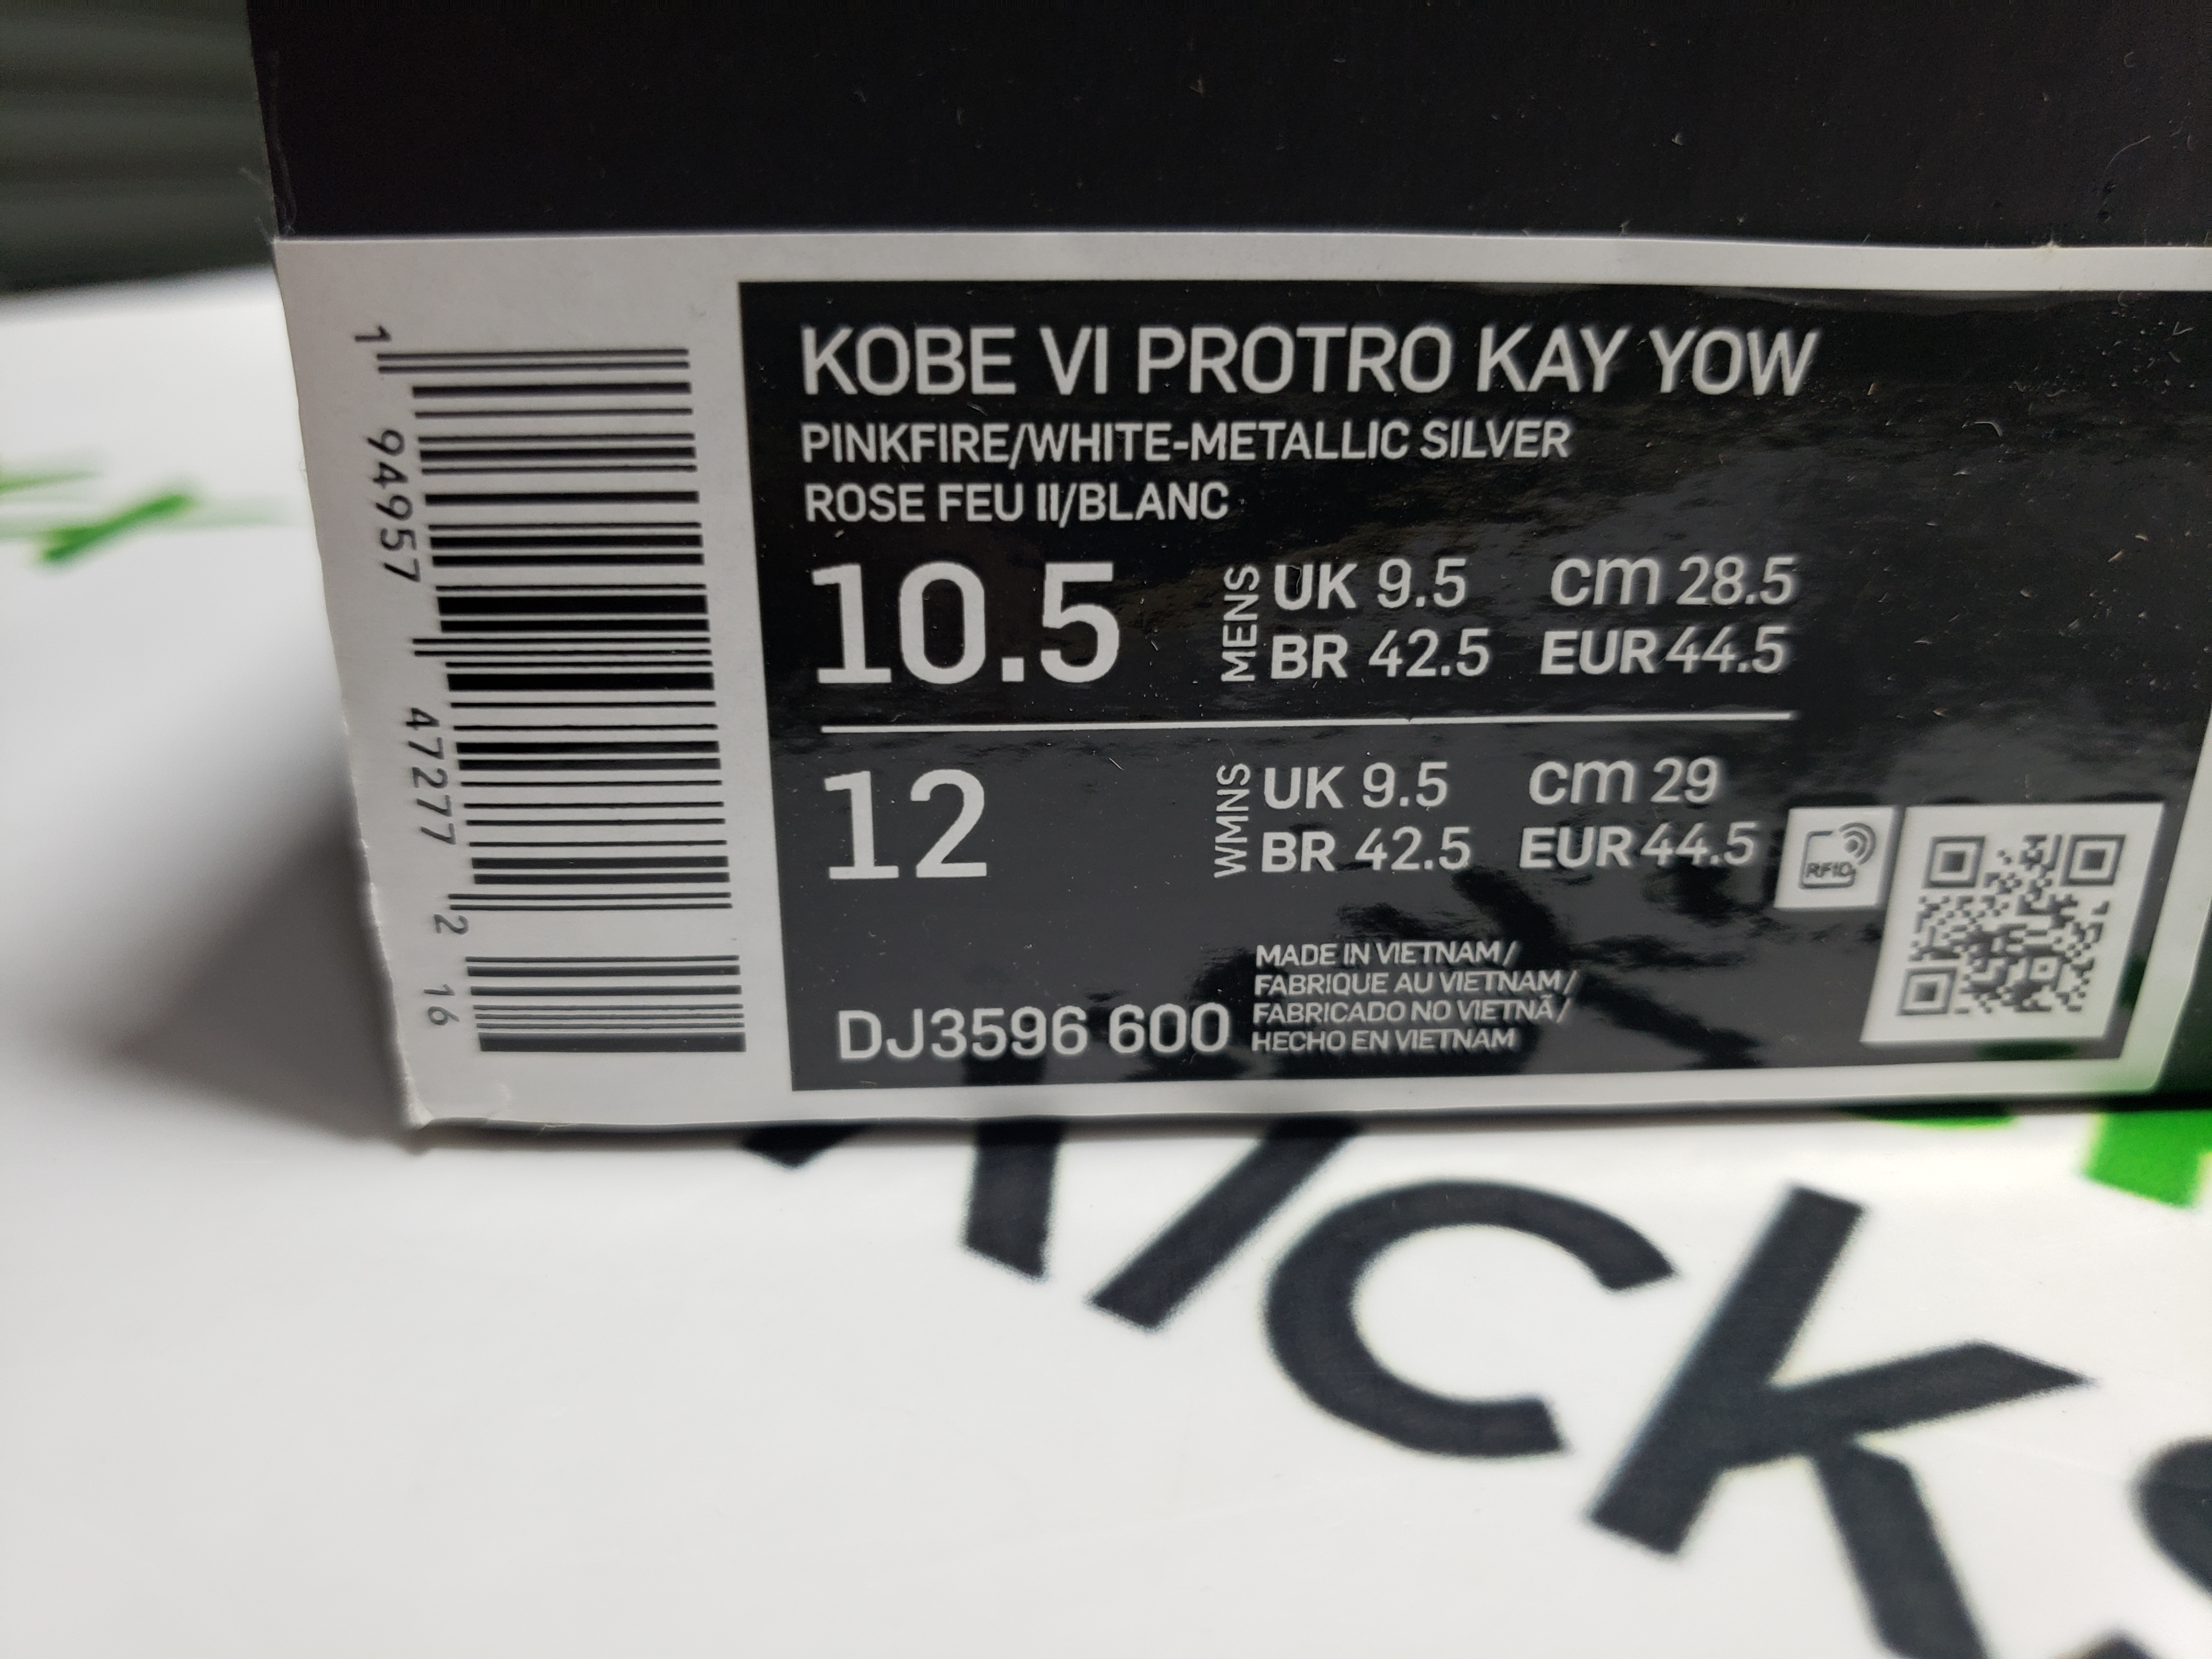 KOBE VI PROTRO KAY YOW
PINKFIRE/WHITE-METALLIC SILVER
ROSE FEU II/BLANC
10.5 MENS UK 9.5 cm 28.5
BR 42.5 EUR 44.5
12 WMNS UK 9.5 cm 29
BR 42.5 EUR 44.5
RFID
MADE IN VIETNAM/
FABRIQUE AU VIETNAM/
FABRICADO NO VIETNÃ/
HECHO EN VIETNAM
DJ3596 600
1 94957 47277 2 16